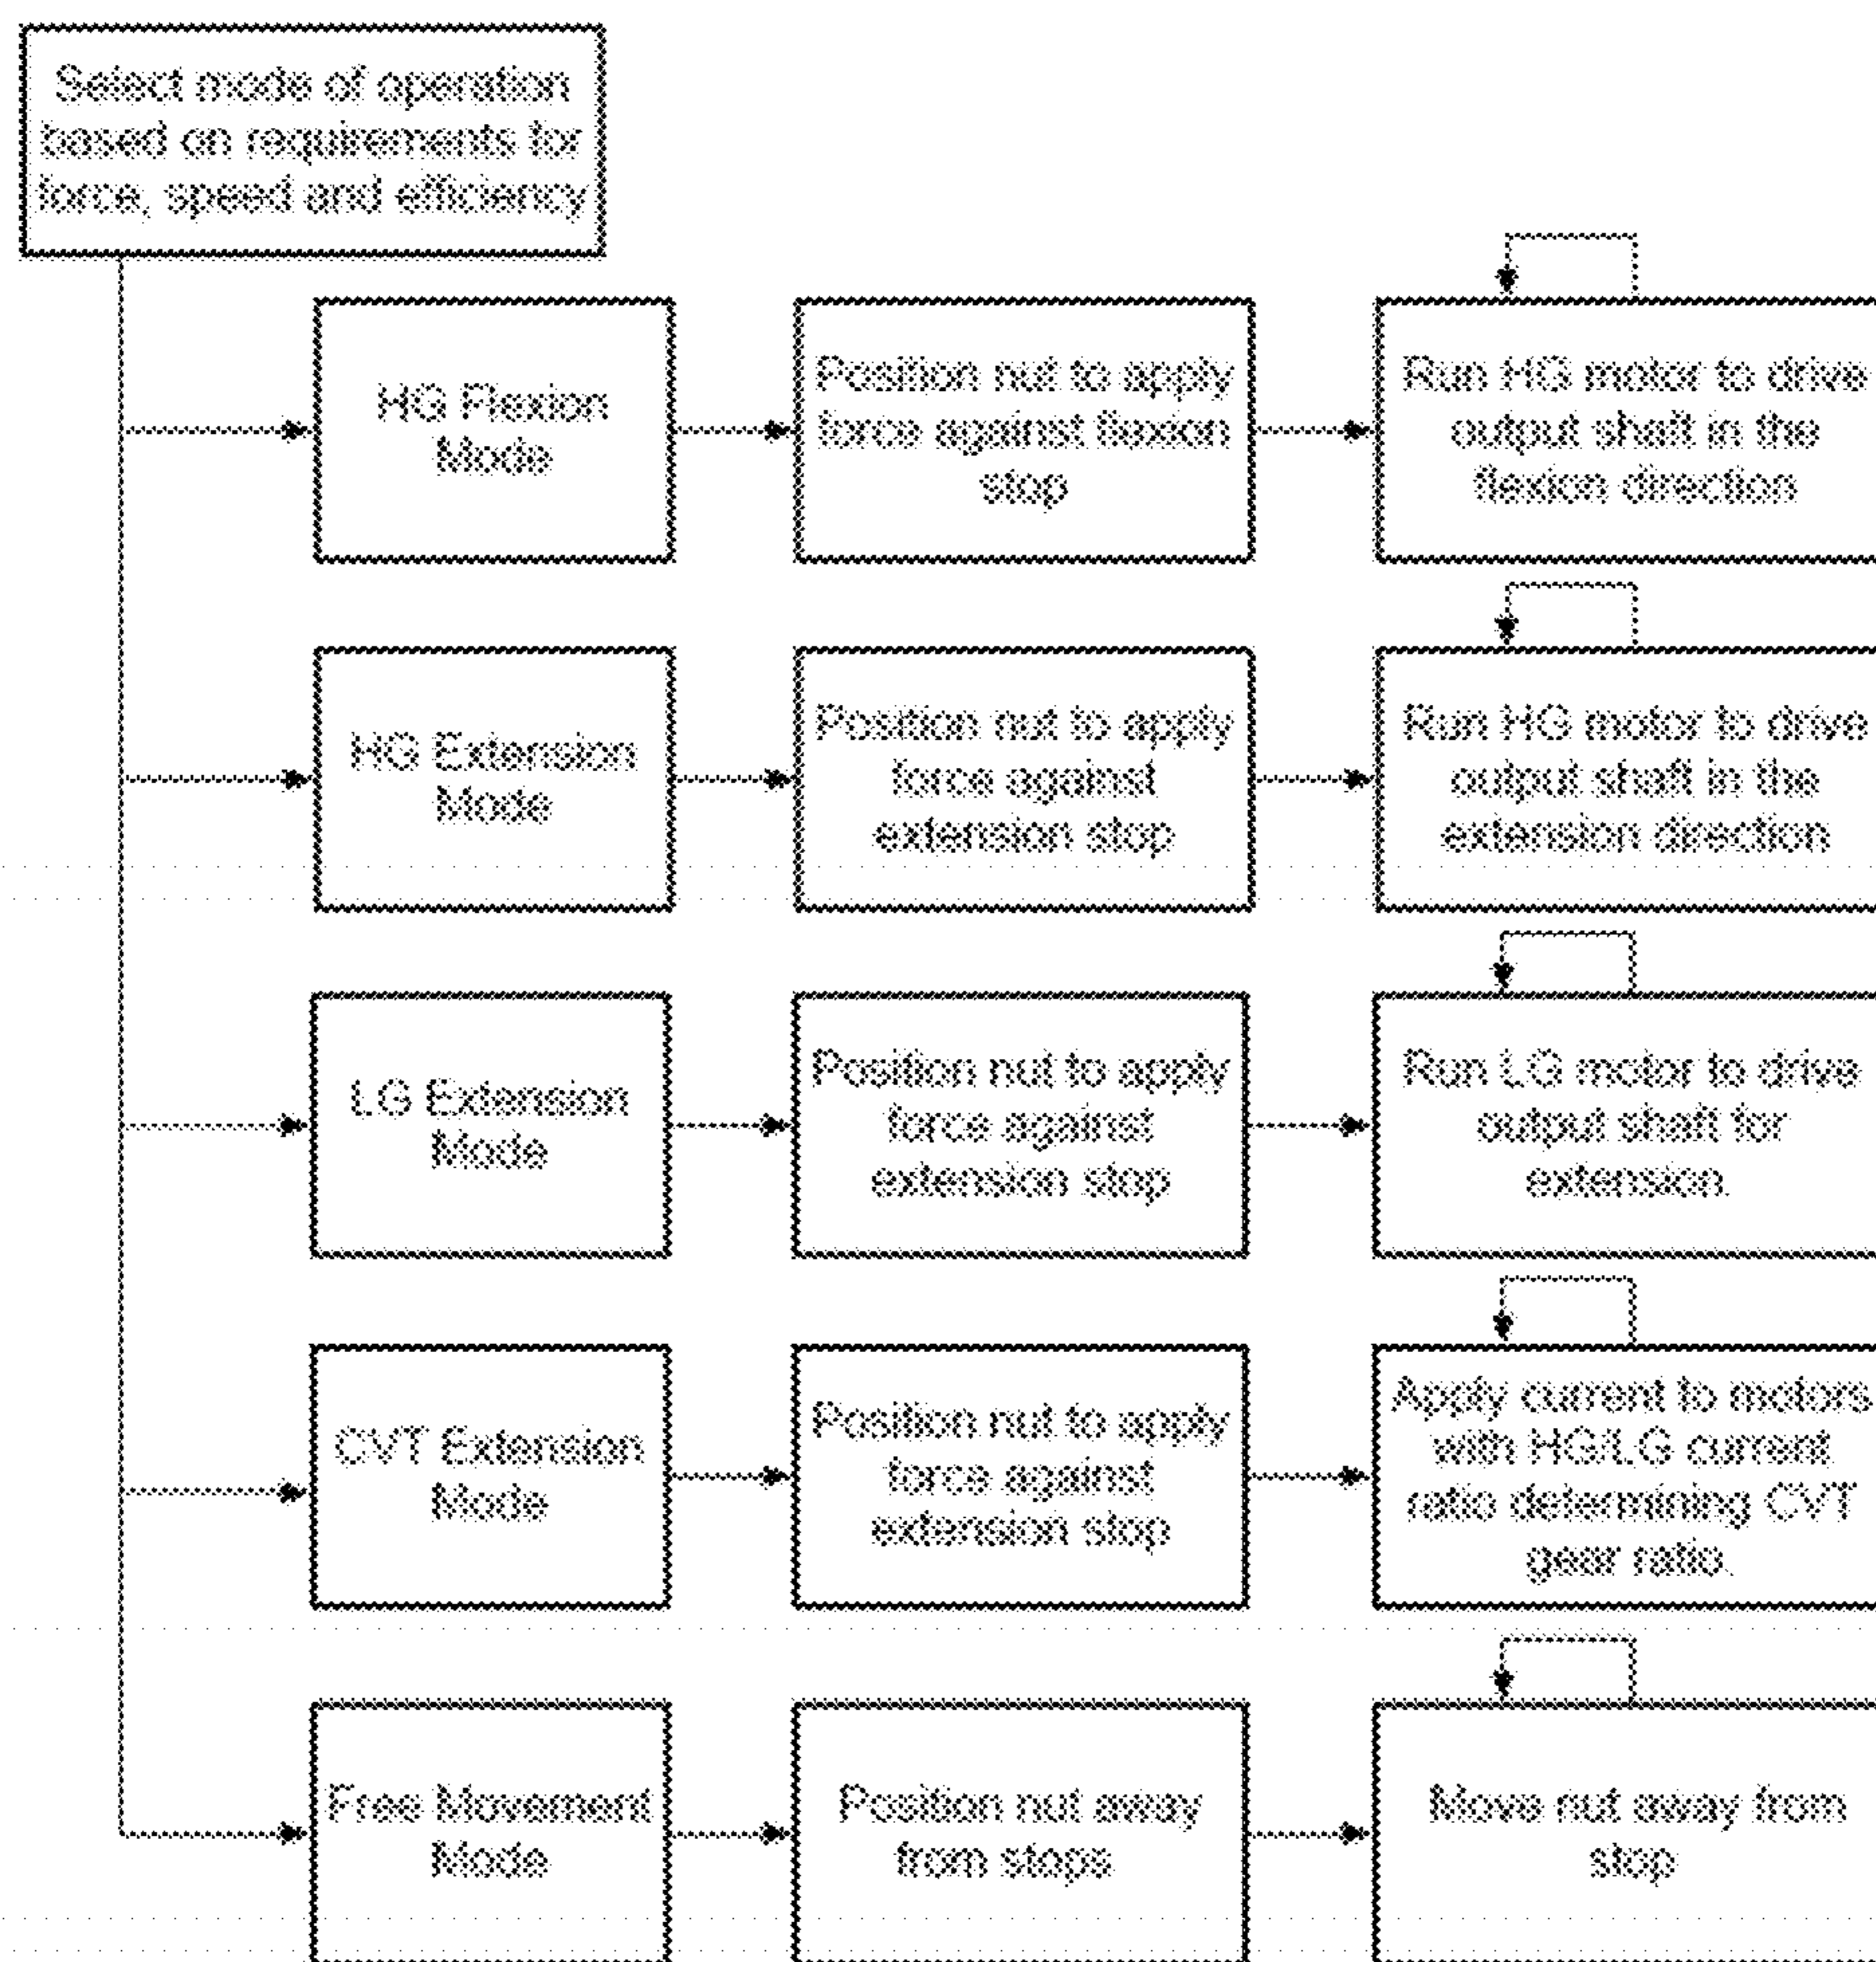 Select mode of operation
based on requirements for
force, speed and efficiency
HG Flexion
Mode
Position nut to apply
force against flexion
stop
Run HG motor to drive
output shaft in the
flexion direction
HG Extension
Mode
Position nut to apply
force against
extension stop
Run HG motor to drive
output shaft in the
extension direction
LG Extension
Mode
Position nut to apply
force against
extension stop
Run LG motor to drive
output shaft for
extension.
CVT Extension
Mode
Position nut to apply
force against
extension stop
Apply current to motors
with HG/LG current
ratio determining CVT
gear ratio.
Free Movement
Mode
Position nut away
from stops
Move nut away from
stop